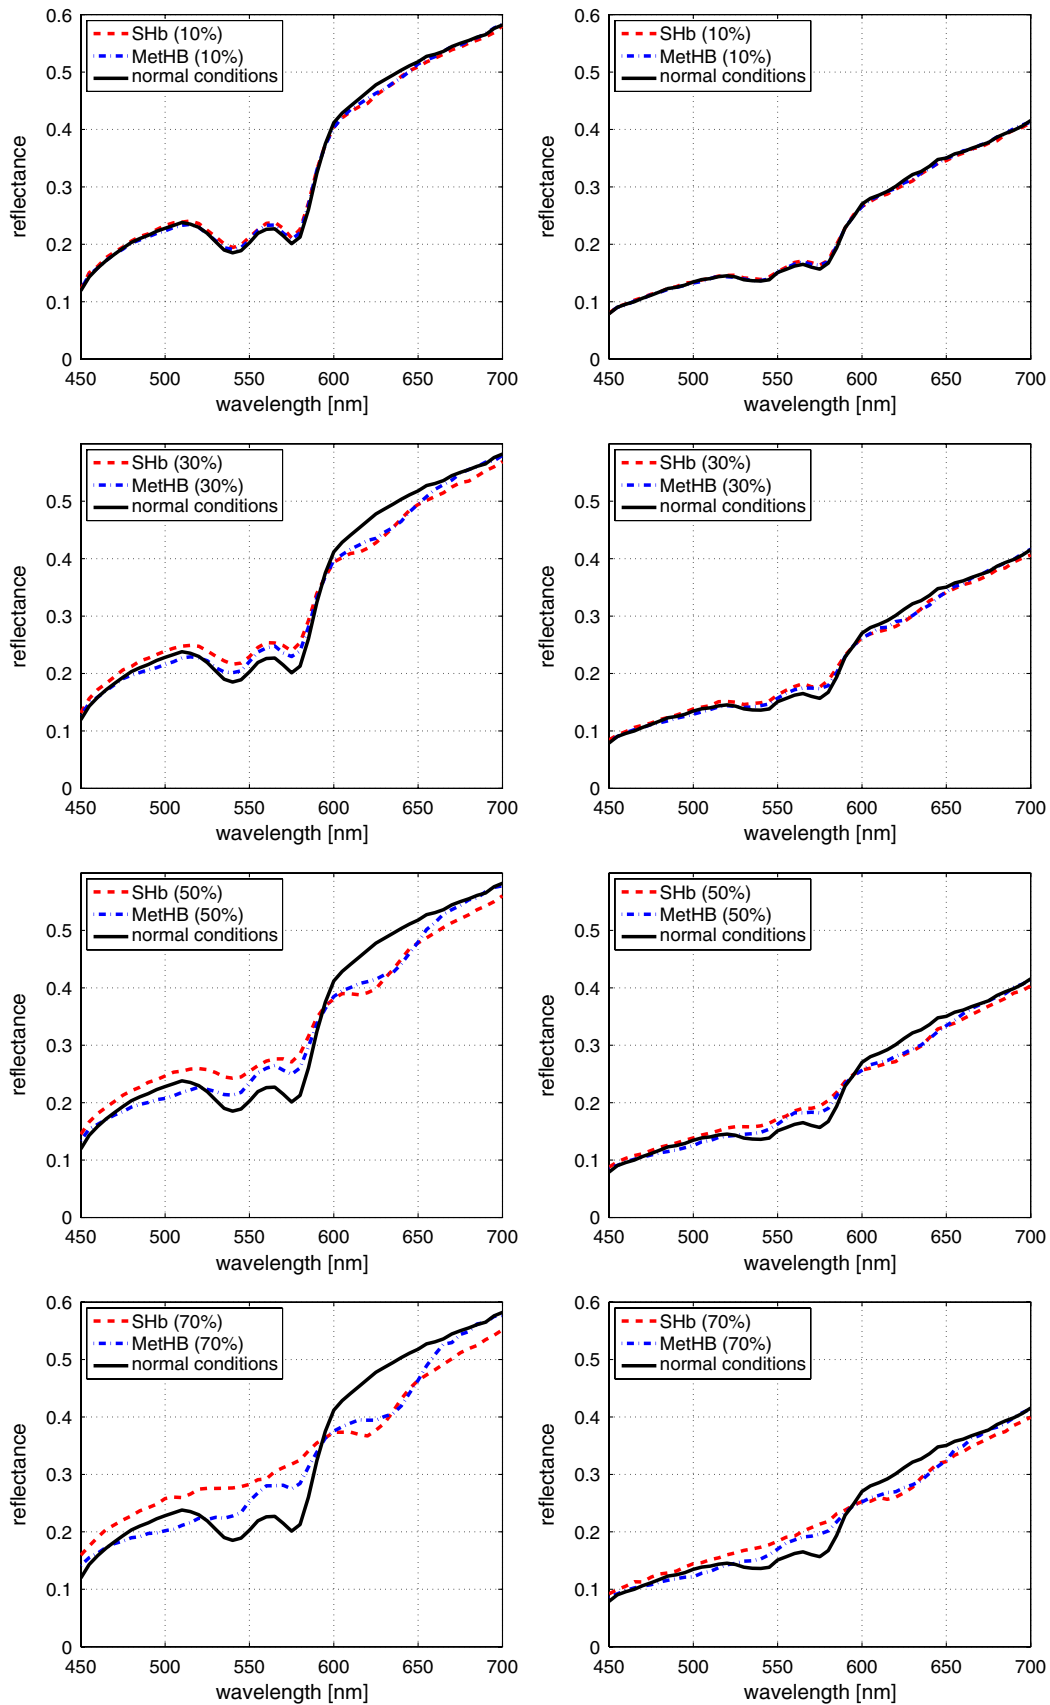 0.6
0.5
0.4
0.3
0.2
0.1
0
reflectance
SHb (10%)
MetHB (10%)
normal conditions
450 500 550 600 650 700
wavelength [nm]
0.6
0.5
0.4
0.3
0.2
0.1
0
reflectance
SHb (10%)
MetHB (10%)
normal conditions
450 500 550 600 650 700
wavelength [nm]
0.5
0.4
0.3
0.2
0.1
0
reflectance
SHb (30%)
MetHB (30%)
normal conditions
450 500 550 600 650 700
wavelength [nm]
0.5
0.4
0.3
0.2
0.1
0
reflectance
SHb (30%)
MetHB (30%)
normal conditions
450 500 550 600 650 700
wavelength [nm]
0.5
0.4
0.3
0.2
0.1
0
reflectance
SHb (50%)
MetHB (50%)
normal conditions
450 500 550 600 650 700
wavelength [nm]
0.5
0.4
0.3
0.2
0.1
0
reflectance
SHb (50%)
MetHB (50%)
normal conditions
450 500 550 600 650 700
wavelength [nm]
0.6
0.5
0.4
0.3
0.2
0.1
0
reflectance
SHb (70%)
MetHB (70%)
normal conditions
450 500 550 600 650 700
wavelength [nm]
0.6
0.5
0.4
0.3
0.2
0.1
0
reflectance
SHb (70%)
MetHB (70%)
normal conditions
450 500 550 600 650 700
wavelength [nm]